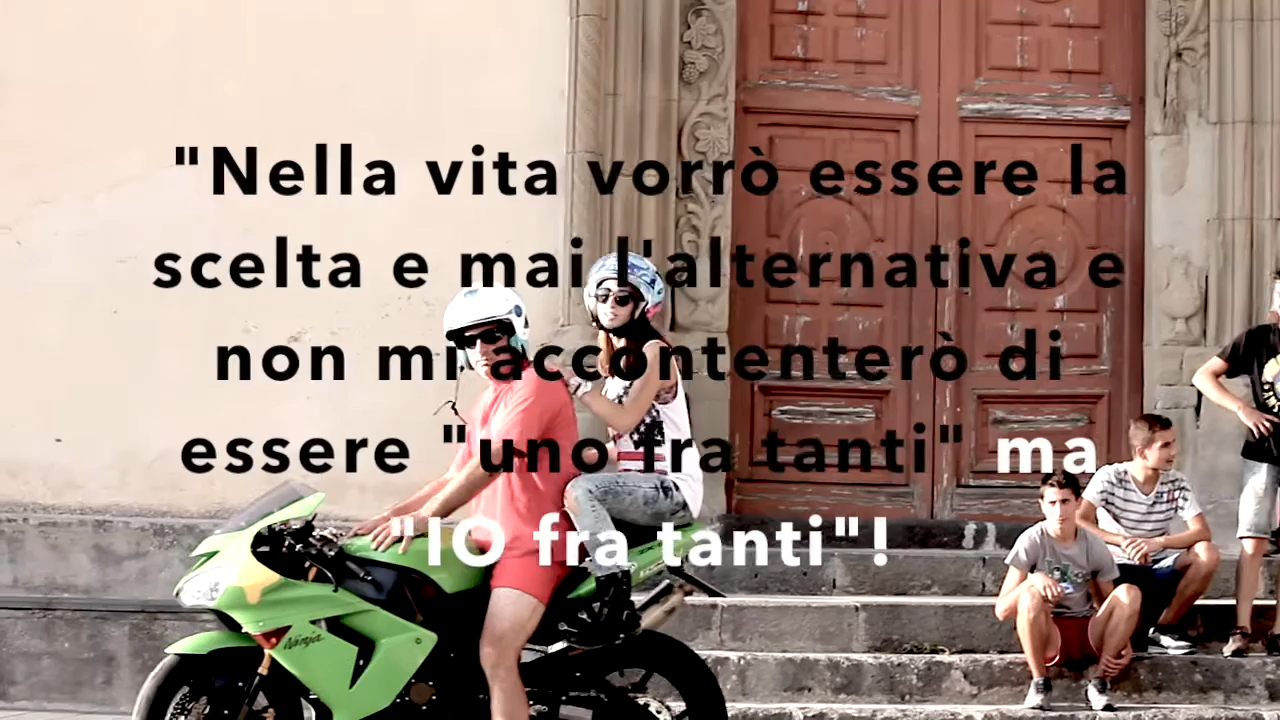 "Nella vita vorrò essere la
scelta e mai l'alternativa e
non mi accontenterò di
essere "uno fra tanti" ma
"IO fra tanti"!
Ninja